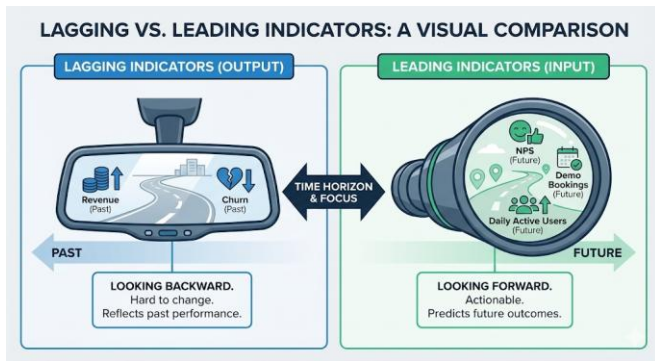 LAGGING VS. LEADING INDICATORS: A VISUAL COMPARISON
LAGGING INDICATORS (OUTPUT)
Revenue
(Past)
Churn
(Past)
PAST
LOOKING BACKWARD.
Hard to change.
Reflects past performance.
TIME HORIZON
& FOCUS
LEADING INDICATORS (INPUT)
NPS
(Future)
Demo
Bookings
(Future)
Daily Active Users
(Future)
FUTURE
LOOKING FORWARD.
Actionable.
Predicts future outcomes.